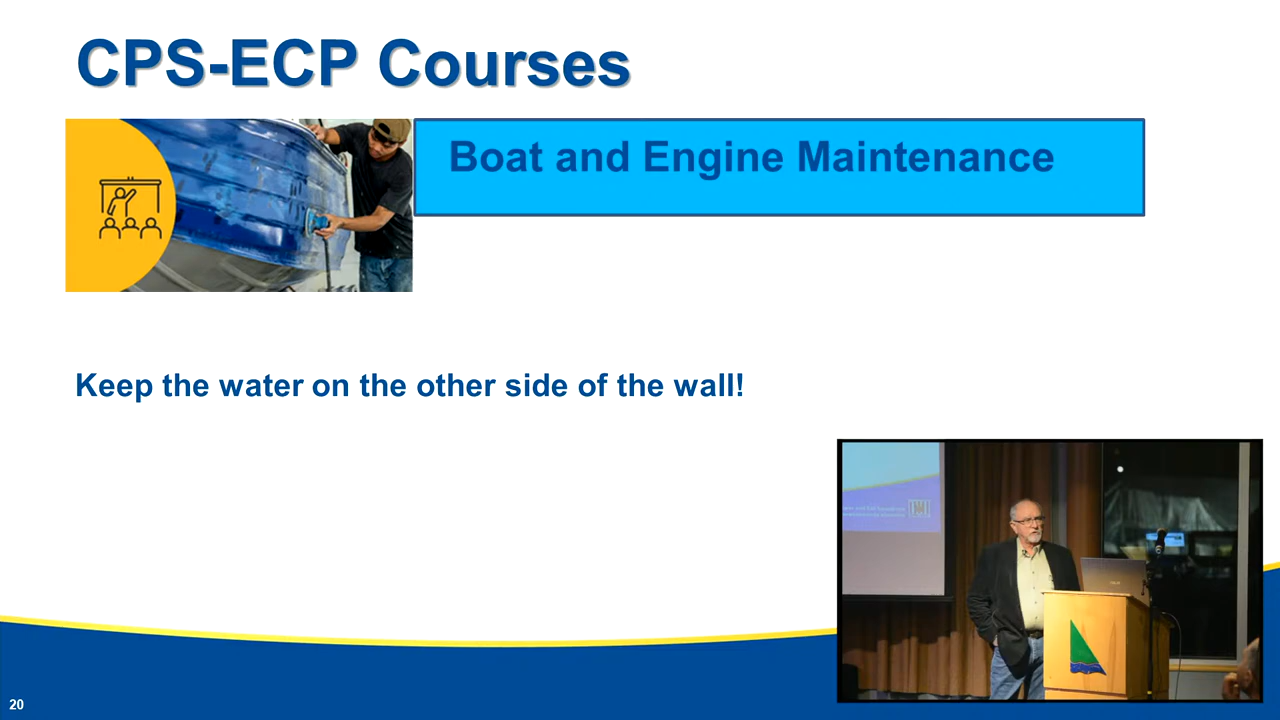 CPS-ECP Courses
Boat and Engine Maintenance
Keep the water on the other side of the wall!
20